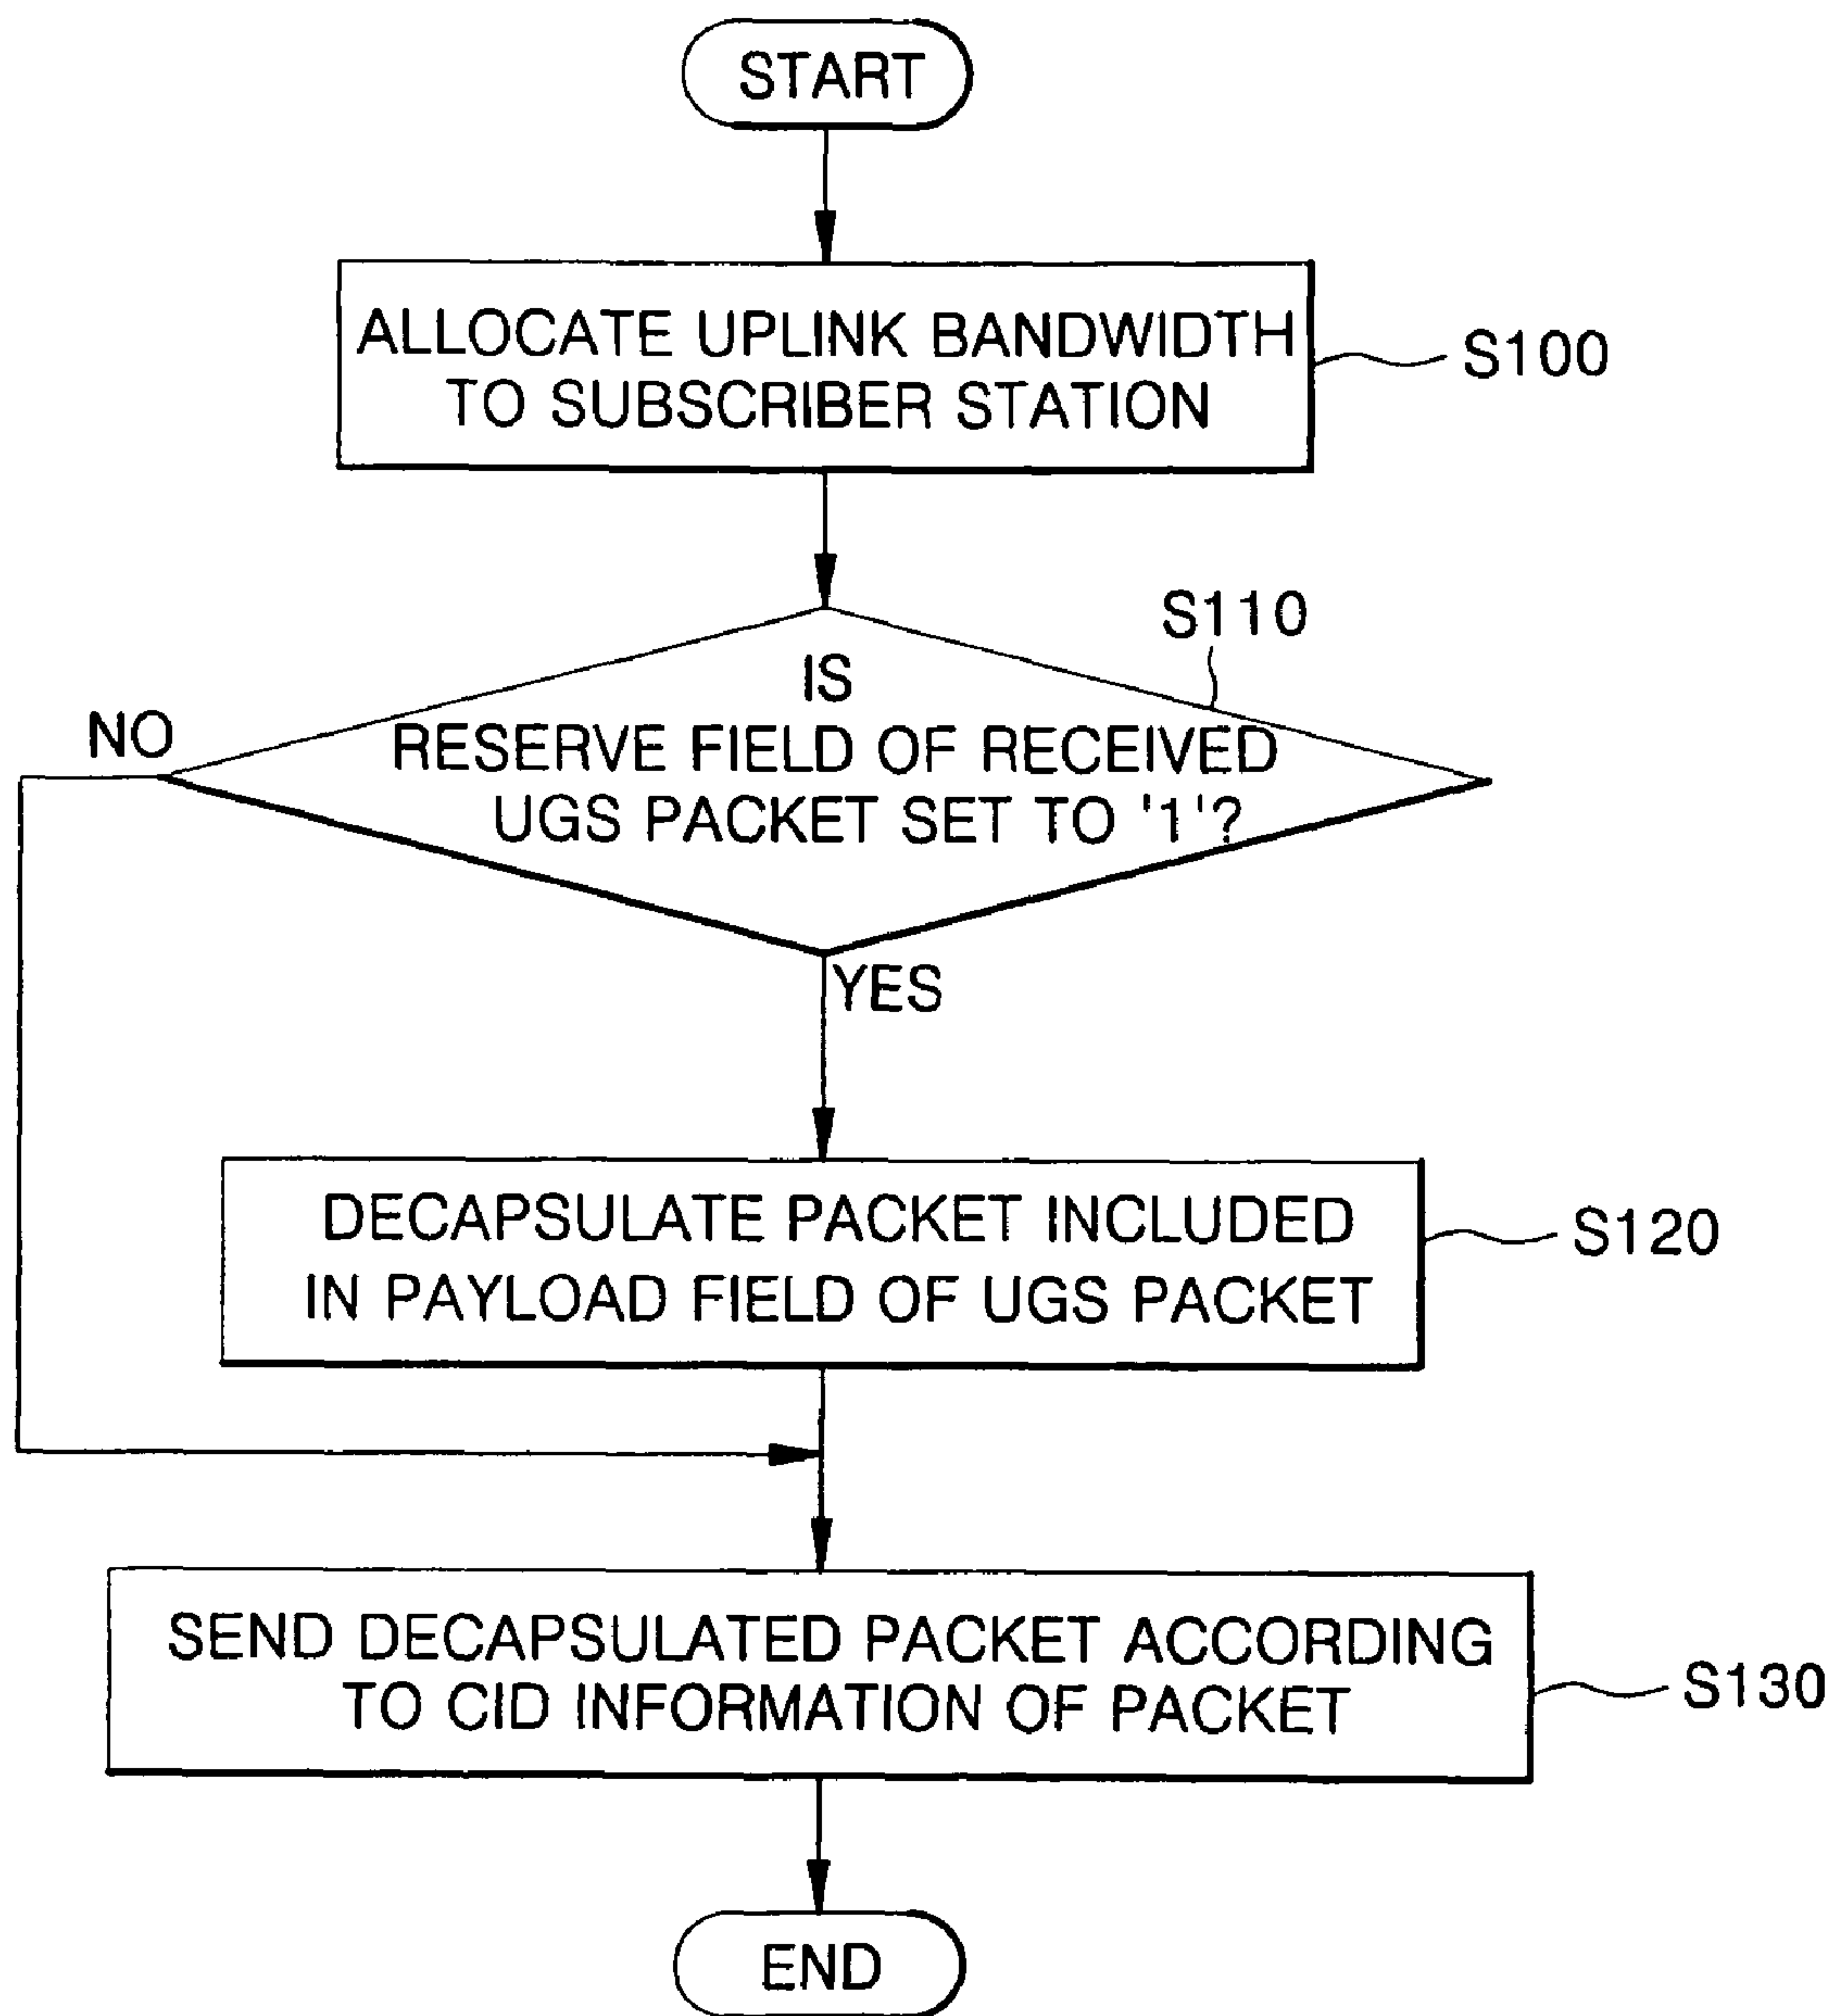 START
ALLOCATE UPLINK BANDWIDTH
TO SUBSCRIBER STATION
S100
S110
IS
RESERVE FIELD OF RECEIVED
UGS PACKET SET TO '1'?
NO
YES
DECAPSULATE PACKET INCLUDED
IN PAYLOAD FIELD OF UGS PACKET
S120
SEND DECAPSULATED PACKET ACCORDING
TO CID INFORMATION OF PACKET
S130
END